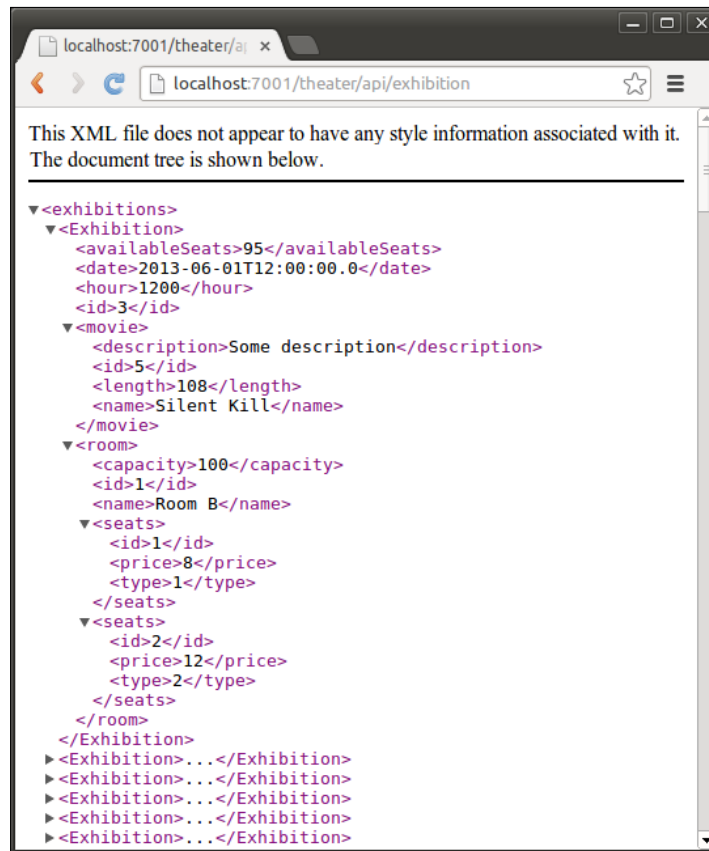 localhost:7001/theater/a
localhost:7001/theater/api/exhibition
This XML file does not appear to have any style information associated with it.
The document tree is shown below.
▼<exhibitions>
▼<Exhibition>
<availableSeats>95</availableSeats>
<date>2013-06-01T12:00:00.0</date>
<hour>1200</hour>
<id>3</id>
▼<movie>
<description>Some description</description>
<id>5</id>
<length>108</length>
<name>Silent Kill</name>
</movie>
▼<room>
<capacity>100</capacity>
<id>1</id>
<name>Room B</name>
▼<seats>
<id>1</id>
<price>8</price>
<type>1</type>
</seats>
▼<seats>
<id>2</id>
<price>12</price>
<type>2</type>
</seats>
</room>
</Exhibition>
▶<Exhibition>...</Exhibition>
▶<Exhibition>...</Exhibition>
▶<Exhibition>...</Exhibition>
▶<Exhibition>...</Exhibition>
▶<Exhibition>...</Exhibition>